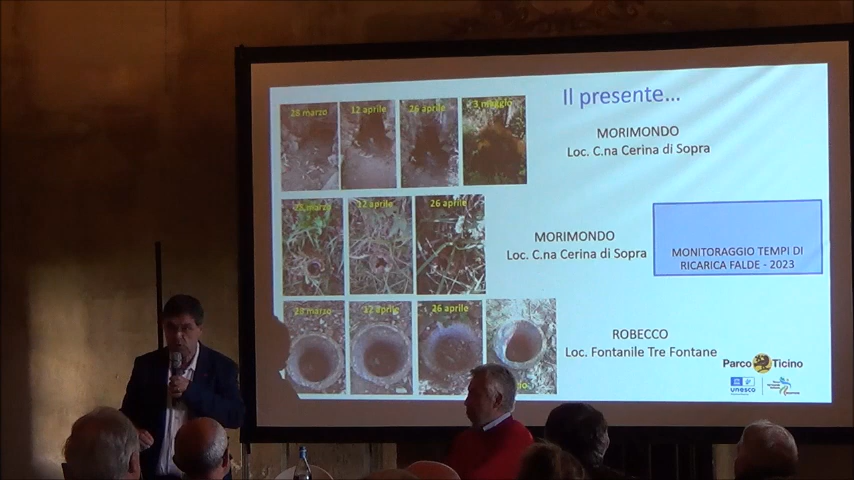 Il presente...
28 marzo
12 aprile
26 aprile
3 maggio
MORIMONDO
Loc. C.na Cerina di Sopra
12 aprile
26 aprile
MORIMONDO
Loc. C.na Cerina di Sopra
MONITORAGGIO TEMPI DI
RICARICA FALDE - 2023
28 marzo
12 aprile
26 aprile
ROBECCO
Loc. Fontanile Tre Fontane
Parco Ticino
unesco